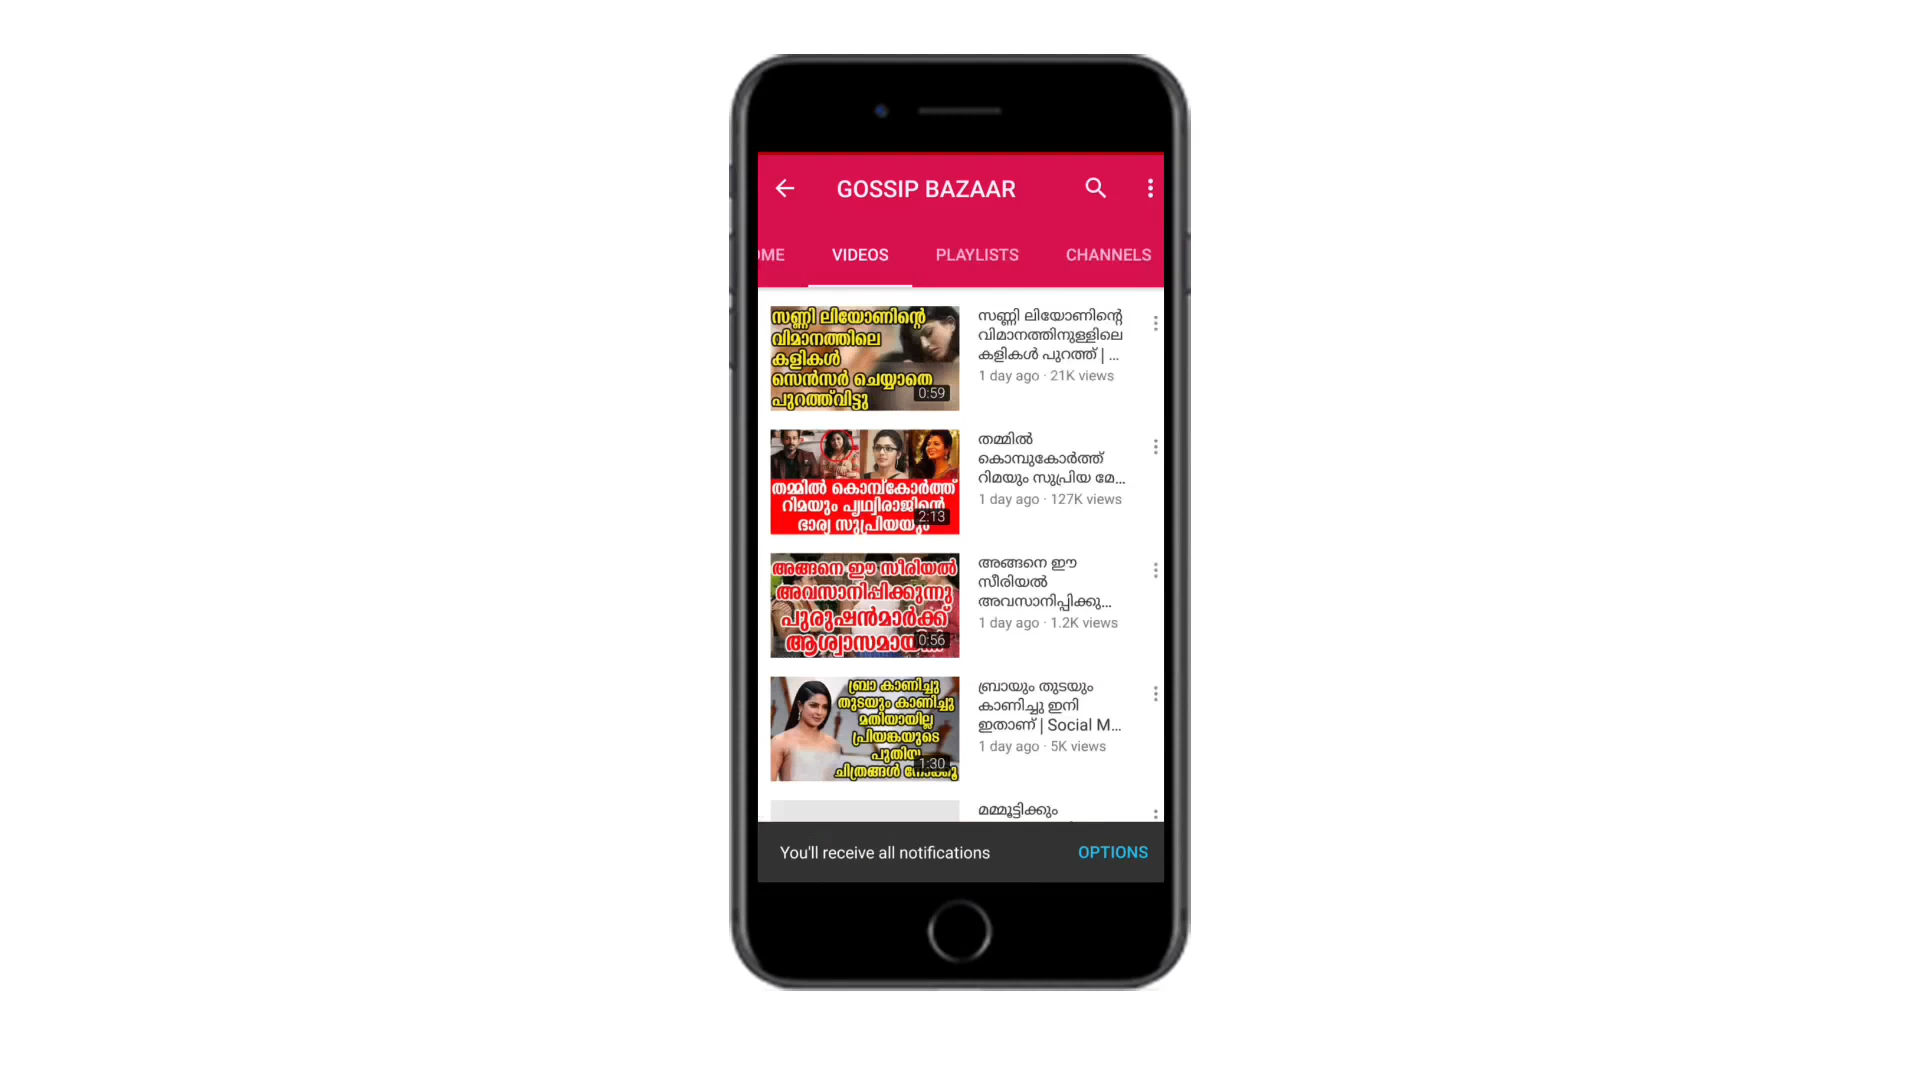 GOSSIP BAZAAR
OME
VIDEOS
PLAYLISTS
CHANNELS
സണ്ണി ലിയോണിന്റെ
വിമാനത്തിലെ
കളികൾ
സെൻസർ ചെയ്യാതെ
പുറത്ത്‌വിട്ടു
0:59
സണ്ണി ലിയോണിന്റെ
വിമാനത്തിനുള്ളിലെ
കളികൾ പുറത്ത് | ...
1 day ago · 21K views
തമ്മിൽ കൊമ്പ്കോർത്ത്
റിമയും പൃഥ്വിരാജിന്റെ
ഭാര്യ സുപ്രിയയും
2:13
തമ്മിൽ
കൊമ്പുകോർത്ത്
റിമയും സുപ്രിയ മേ...
1 day ago · 127K views
അങ്ങനെ ഈ സീരിയൽ
അവസാനിപ്പിക്കുന്നു
പുരുഷൻമാർക്ക്
0:56
അങ്ങനെ ഈ
സീരിയൽ
അവസാനിപ്പിക്കു...
1 day ago · 1.2K views
ബ്രാ കാണിച്ചു
തുടയും കാണിച്ചു
മതിയായില്ല
പ്രിയങ്കയുടെ
പുതിയ
ചിത്രങ്ങൾ നോക്കൂ
1:30
ബ്രായും തുടയും
കാണിച്ചു ഇനി
ഇതാണ് | Social M...
1 day ago · 5K views
മമ്മൂട്ടിക്കും
You'll receive all notifications
OPTIONS